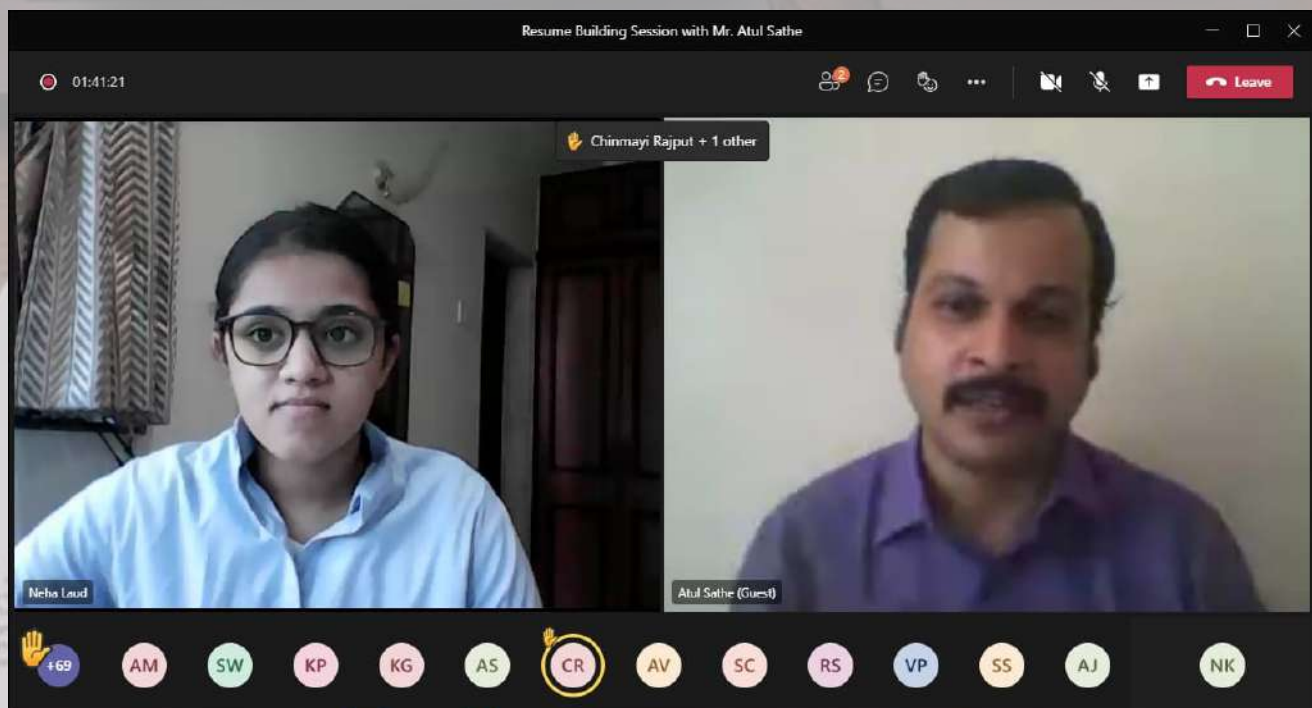 Resume Building Session with Mr. Atul Sathe
01:41:21
2
Leave
Chinmayi Rajput + 1 other
Neha Laud
Atul Sathe (Guest)
+69 AM SW KP KG AS CR AV SC RS VP SS AJ NK